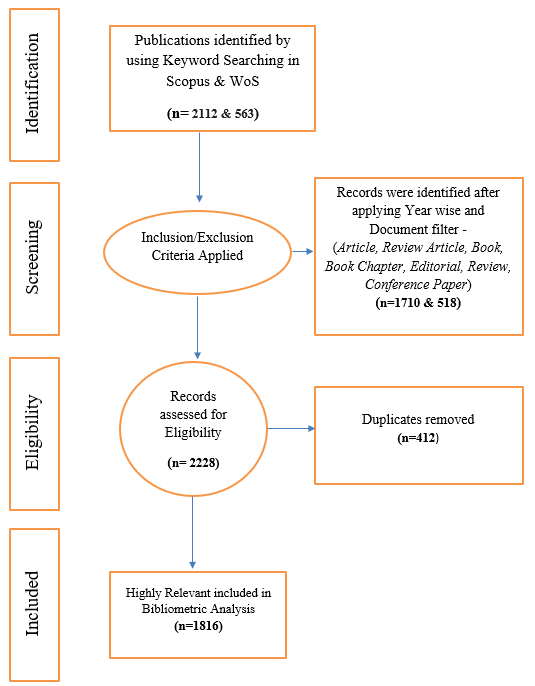 Identification
Publications identified by
using Keyword Searching in
Scopus & WoS
(n= 2112 & 563)
Screening
Inclusion/Exclusion
Criteria Applied
Records were identified after
applying Year wise and
Document filter -
(Article, Review Article, Book,
Book Chapter, Editorial, Review,
Conference Paper)
(n=1710 & 518)
Eligibility
Records
assessed for
Eligibility
(n= 2228)
Duplicates removed
(n=412)
Included
Highly Relevant included in
Bibliometric Analysis
(n=1816)